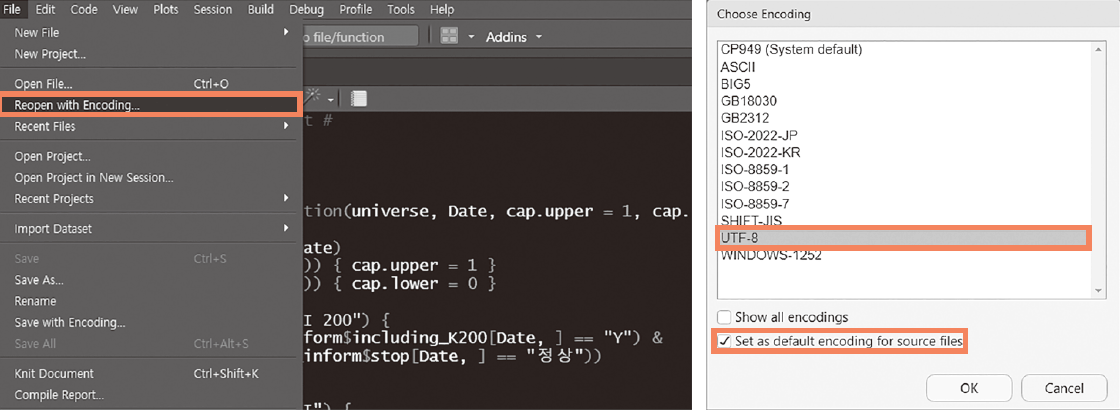 File Edit Code View Plots Session Build Debug Profile Tools Help
New File
New Project...
Open File... Ctrl+O
Reopen with Encoding...
Recent Files
Open Project...
Open Project in New Session...
Recent Projects
Import Dataset
Save Ctrl+S
Save As...
Rename
Save with Encoding...
Save All Ctrl+Alt+S
Knit Document Ctrl+Shift+K
Compile Report...
o file/function Addins
t #
tion(universe, Date, cap.upper = 1, cap.
ate)
)) { cap.upper = 1 }
)) { cap.lower = 0 }
I 200") {
form$including_K200[Date, ] == "Y") &
inform$stop[Date, ] == "정상"))
I") {
Choose Encoding
CP949 (System default)
ASCII
BIG5
GB18030
GB2312
ISO-2022-JP
ISO-2022-KR
ISO-8859-1
ISO-8859-2
ISO-8859-7
SHIFT-JIS
UTF-8
WINDOWS-1252
Show all encodings
Set as default encoding for source files
OK Cancel